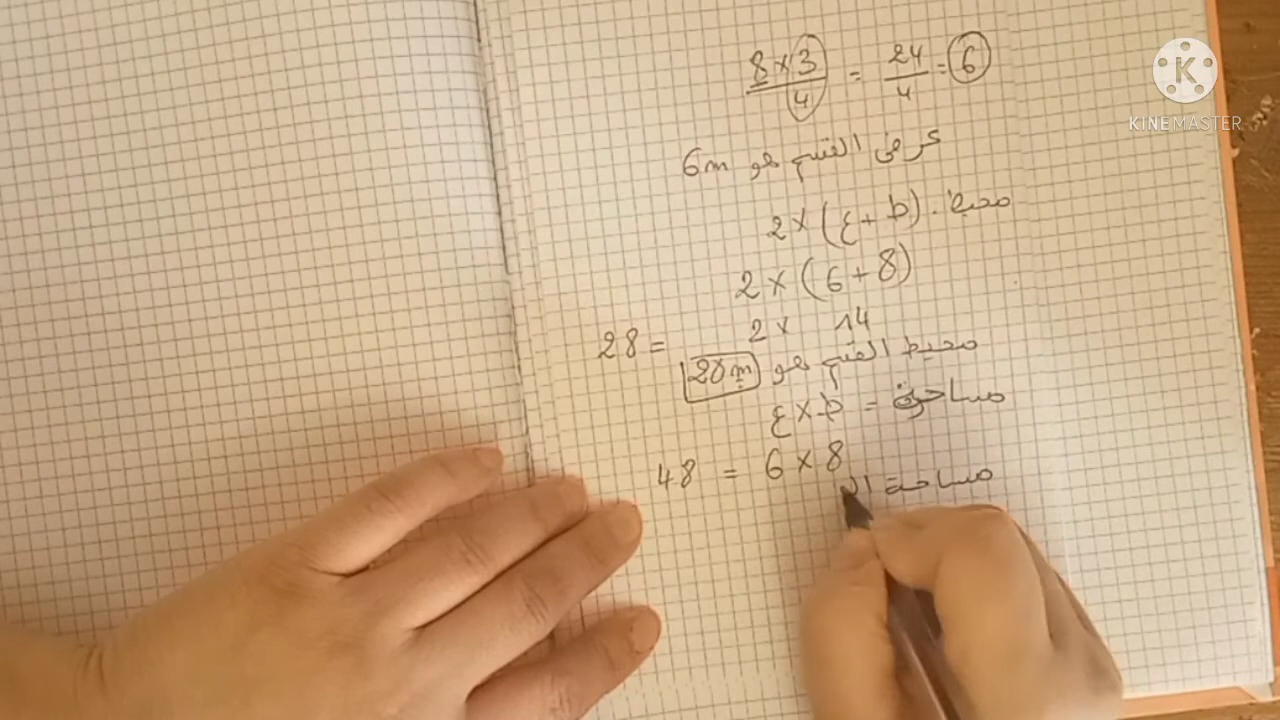 8 × 3 / 4 = 24 / 4 = 6
عرض القسم هو 6m
محيط. 2 × (ع + ط)
2 × (6 + 8)
28 = 2 × 14
محيط القسم هو 28m
مساحة = ط × ع
48 = 6 × 8
مساحة ال
K
KINEMASTER